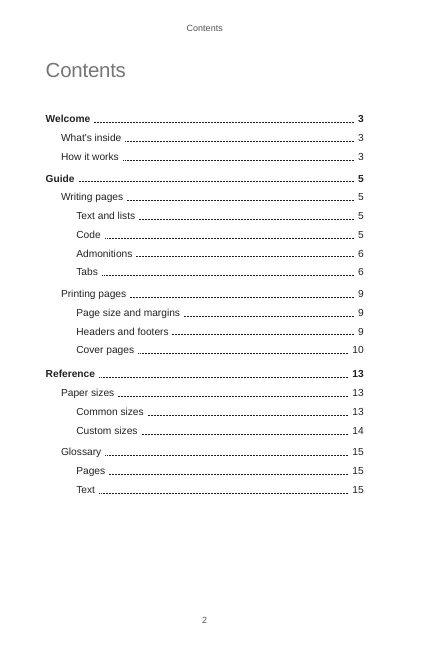 Contents
Contents
Welcome 3
What's inside 3
How it works 3
Guide 5
Writing pages 5
Text and lists 5
Code 5
Admonitions 6
Tabs 6
Printing pages 9
Page size and margins 9
Headers and footers 9
Cover pages 10
Reference 13
Paper sizes 13
Common sizes 13
Custom sizes 14
Glossary 15
Pages 15
Text 15
2